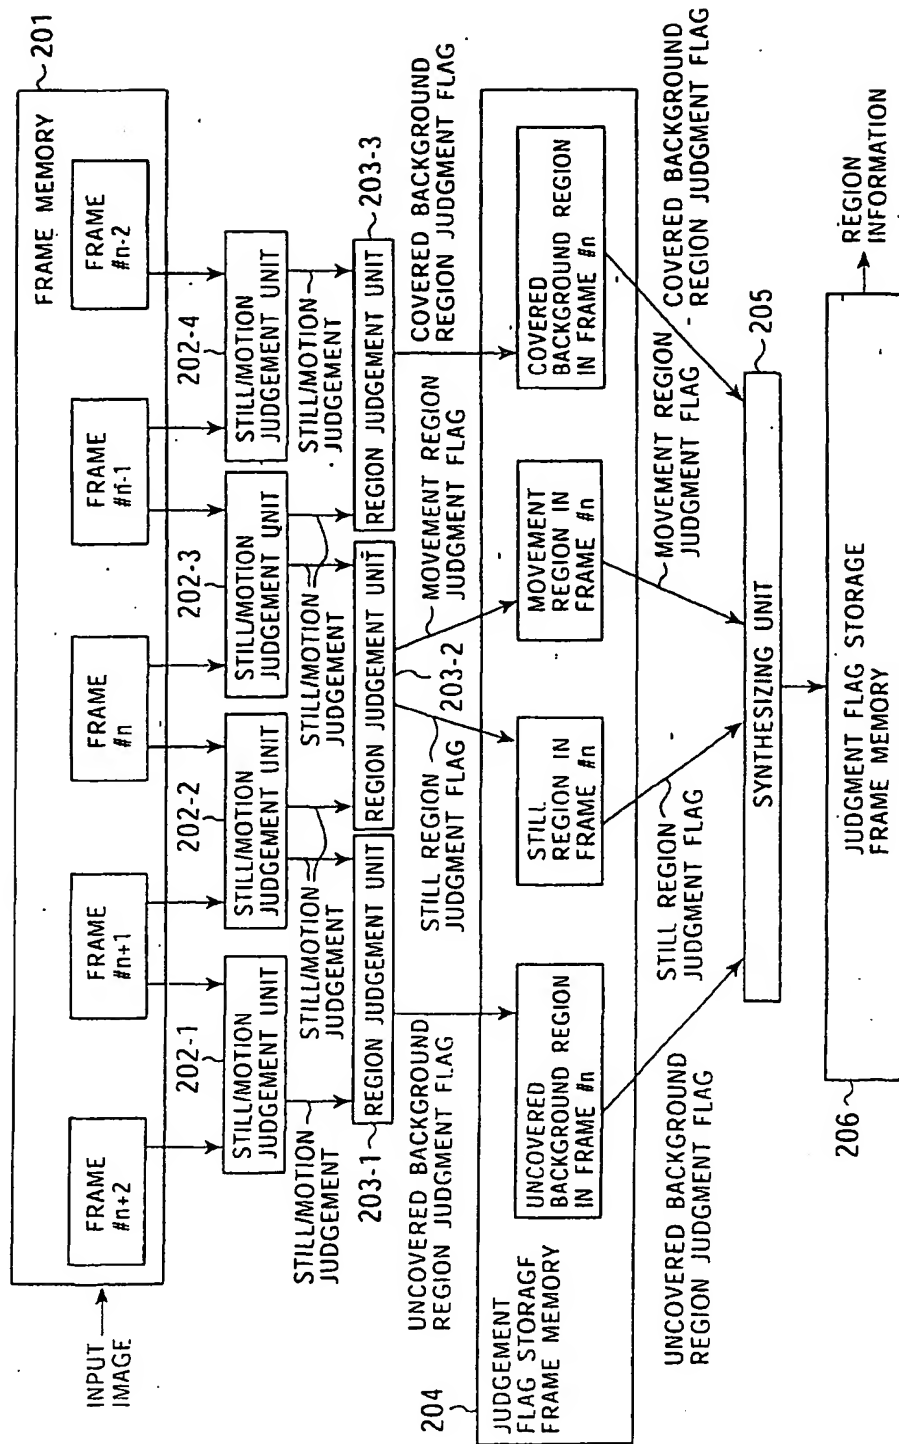 INPUT
IMAGE
FRAME MEMORY
201
FRAME
#n+2
FRAME
#n+1
FRAME
#n
FRAME
#n-1
FRAME
#n-2
202-1
202-2
202-3
202-4
STILL/MOTION
JUDGEMENT UNIT
STILL/MOTION
JUDGEMENT UNIT
STILL/MOTION
JUDGEMENT UNIT
STILL/MOTION
JUDGEMENT UNIT
STILL/MOTION
JUDGEMENT
STILL/MOTION
JUDGEMENT
STILL/MOTION
JUDGEMENT
STILL/MOTION
JUDGEMENT
203-1
REGION JUDGEMENT UNIT
REGION JUDGEMENT UNIT
REGION JUDGEMENT UNIT
203-3
203-2
UNCOVERED BACKGROUND
REGION JUDGMENT FLAG
STILL REGION
JUDGMENT FLAG
MOVEMENT REGION
JUDGMENT FLAG
COVERED BACKGROUND
REGION JUDGMENT FLAG
204
JUDGEMENT
FLAG STORAGF
FRAME MEMORY
UNCOVERED
BACKGROUND REGION
IN FRAME #n
STILL
REGION IN
FRAME #n
MOVEMENT
REGION IN
FRAME #n
COVERED
BACKGROUND REGION
IN FRAME #n
UNCOVERED BACKGROUND
REGION JUDGMENT FLAG
STILL REGION
JUDGMENT FLAG
MOVEMENT REGION
JUDGMENT FLAG
COVERED BACKGROUND
REGION JUDGMENT FLAG
SYNTHESIZING UNIT
205
206
JUDGMENT FLAG STORAGE
FRAME MEMORY
REGION
INFORMATION